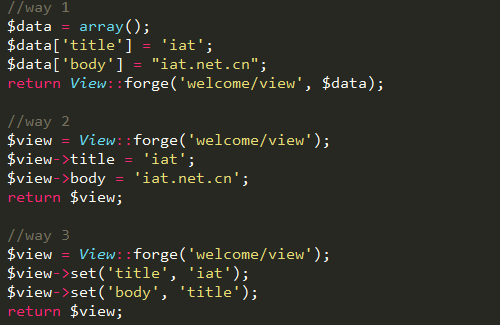 //way 1
$data = array();
$data['title'] = 'iat';
$data['body'] = "iat.net.cn";
return View::forge('welcome/view', $data);
//way 2
$view = View::forge('welcome/view');
$view->title = 'iat';
$view->body = 'iat.net.cn';
return $view;
//way 3
$view = View::forge('welcome/view');
$view->set('title', 'iat');
$view->set('body', 'title');
return $view;